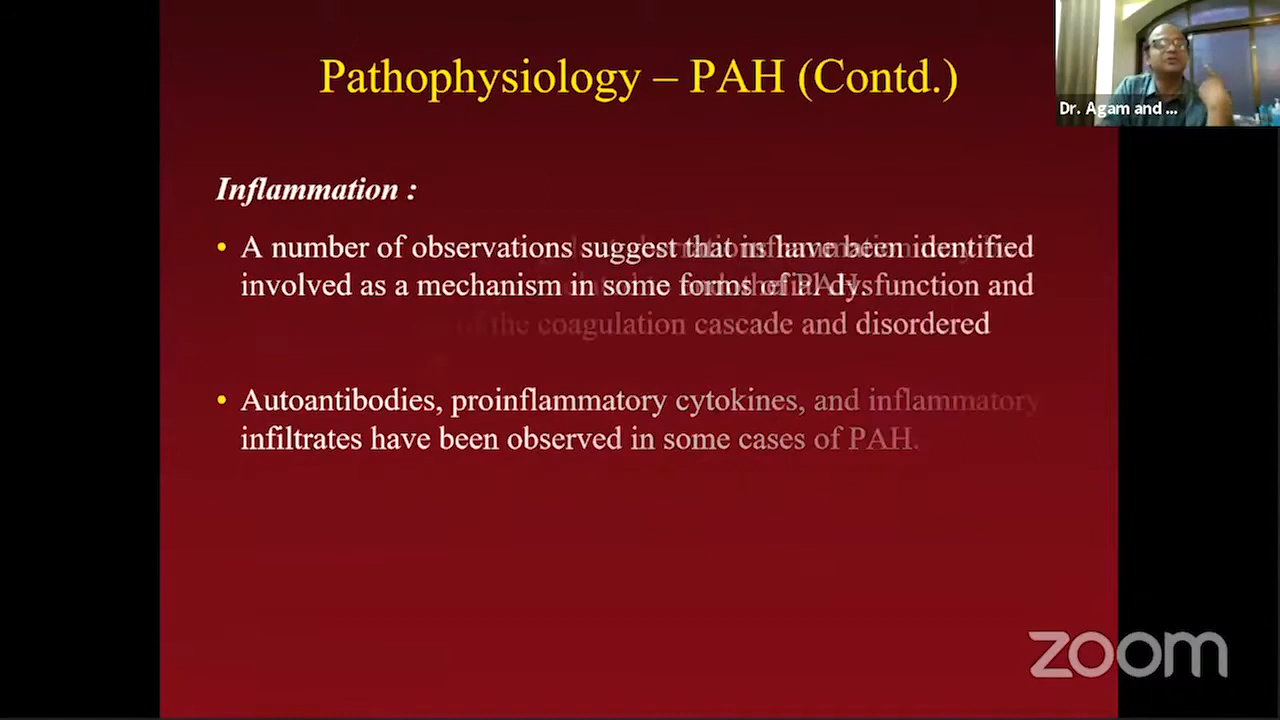 Pathophysiology – PAH (Contd.)
Dr. Agam and ...
Inflammation :
• A number of observations suggest that is have been identified
involved as a mechanism in some forms of dysfunction and
of the coagulation cascade and disordered
• Autoantibodies, proinflammatory cytokines, and inflammatory
infiltrates have been observed in some cases of PAH.
zoom